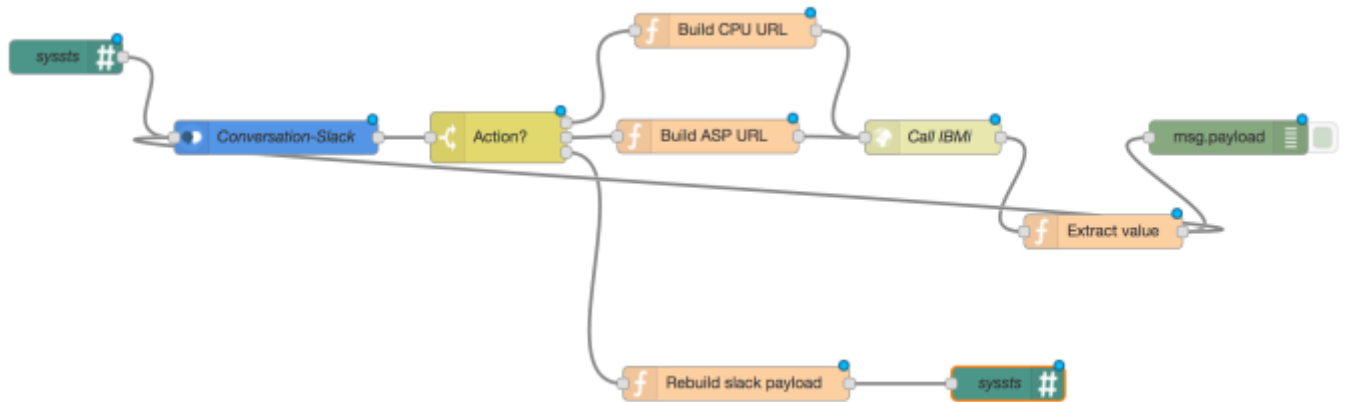 Build CPU URL
syssts
Conversation-Slack
Action?
Build ASP URL
Call IBMi
msg.payload
Extract value
Rebuild slack payload
syssts